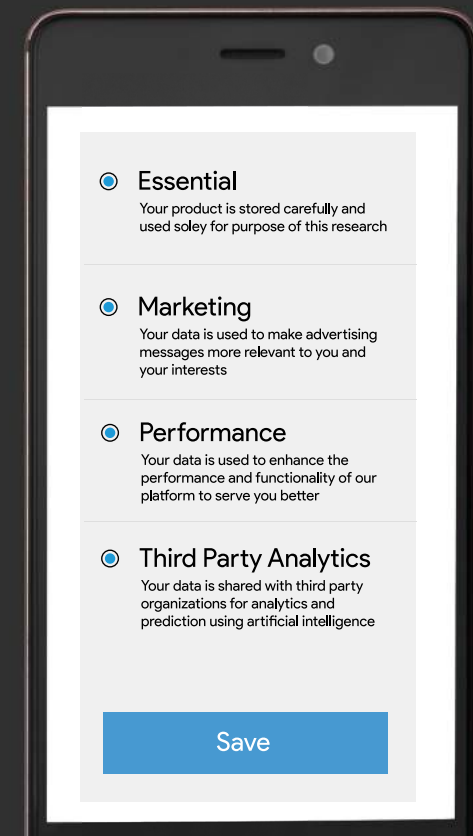 Essential
Your product is stored carefully and
used soley for purpose of this research
Marketing
Your data is used to make advertising
messages more relevant to you and
your interests
Performance
Your data is used to enhance the
performance and functionality of our
platform to serve you better
Third Party Analytics
Your data is shared with third party
organizations for analytics and
prediction using artificial intelligence
Save